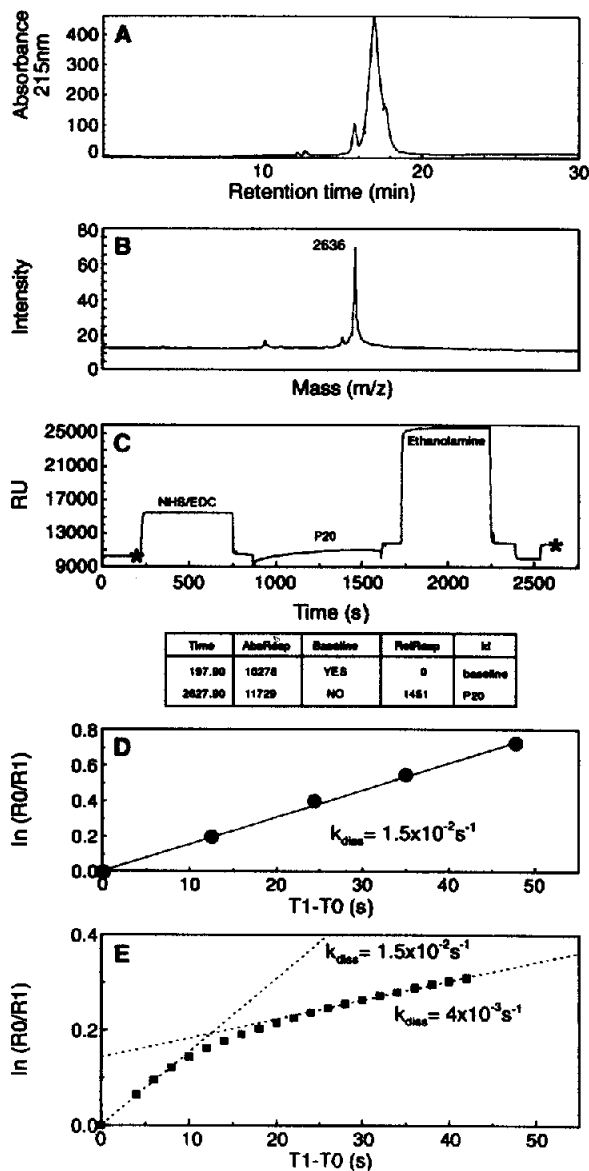 A
Absorbance
215nm
400
300
200
100
0
10
20
30
Retention time (min)
B
2636
80
60
40
20
0
Intensity
Mass (m/z)
C
25000
21000
17000
13000
9000
RU
NHS/EDC
P20
Ethanolamine
*
*
0
500
1000
1500
2000
2500
Time (s)
Time AbsResp Baseline RelResp Id
197.90 10278 YES 0 baseline
2627.90 11729 NO 1451 P20
D
0.8
0.6
0.4
0.2
0.0
ln (R0/R1)
kdiss= 1.5x10-2s-1
0 10 20 30 40 50
T1-T0 (s)
E
0.4
0.2
0.0
ln (R0/R1)
kdiss= 1.5x10-2s-1
kdiss= 4x10-3s-1
0 10 20 30 40 50
T1-T0 (s)